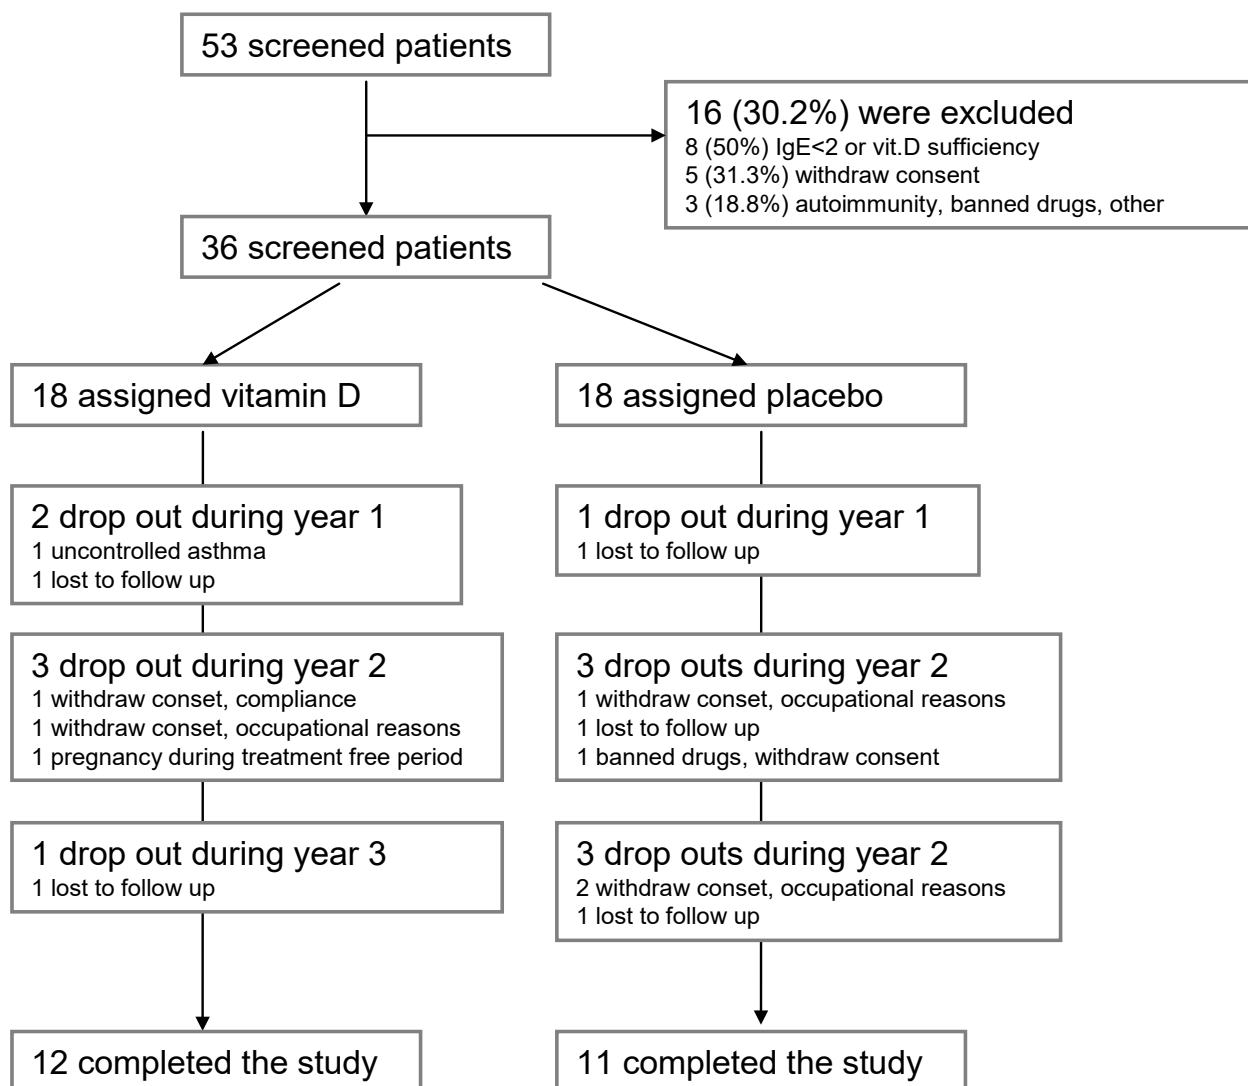 53 screened patients
16 (30.2%) were excluded
8 (50%) IgE<2 or vit.D sufficiency
5 (31.3%) withdraw consent
3 (18.8%) autoimmunity, banned drugs, other
36 screened patients
18 assigned vitamin D
18 assigned placebo
2 drop out during year 1
1 uncontrolled asthma
1 lost to follow up
1 drop out during year 1
1 lost to follow up
3 drop out during year 2
1 withdraw conset, compliance
1 withdraw conset, occupational reasons
1 pregnancy during treatment free period
3 drop outs during year 2
1 withdraw conset, occupational reasons
1 lost to follow up
1 banned drugs, withdraw consent
1 drop out during year 3
1 lost to follow up
3 drop outs during year 2
2 withdraw conset, occupational reasons
1 lost to follow up
12 completed the study
11 completed the study